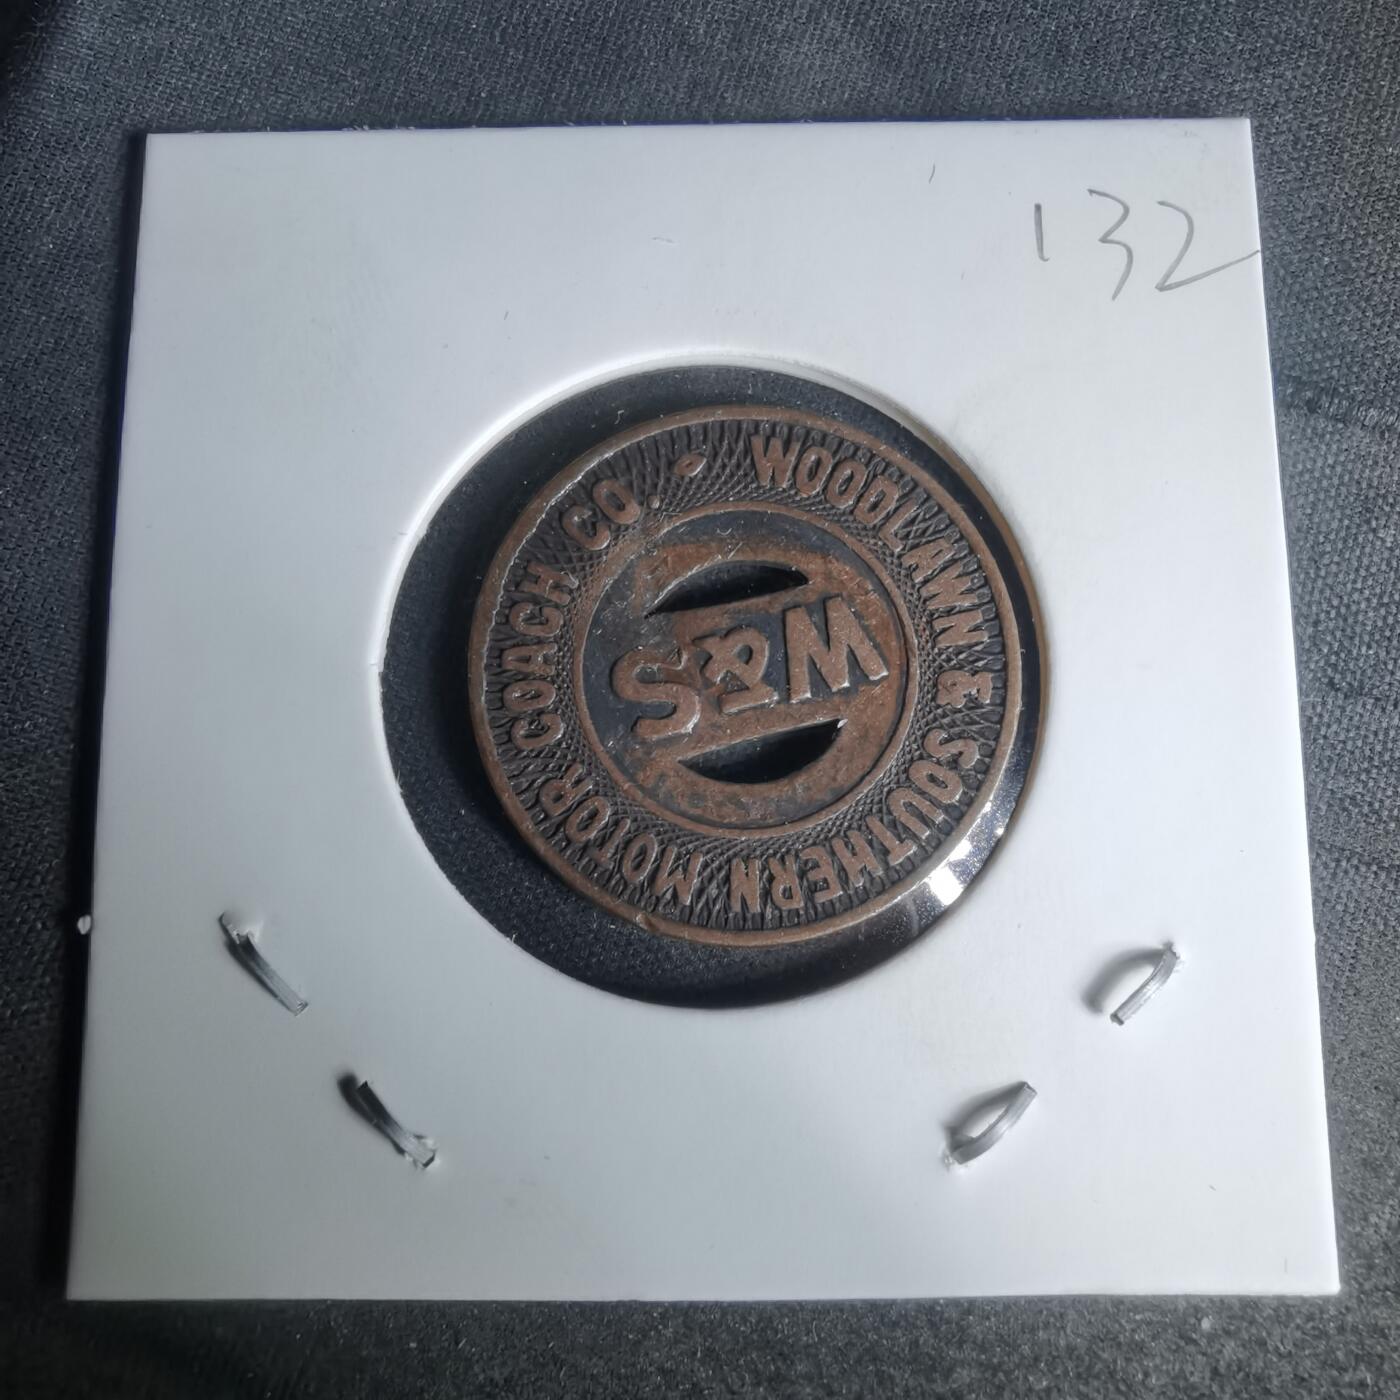 132
WOODLAWN & SOUTHERN MOTOR COACH CO.
W&S